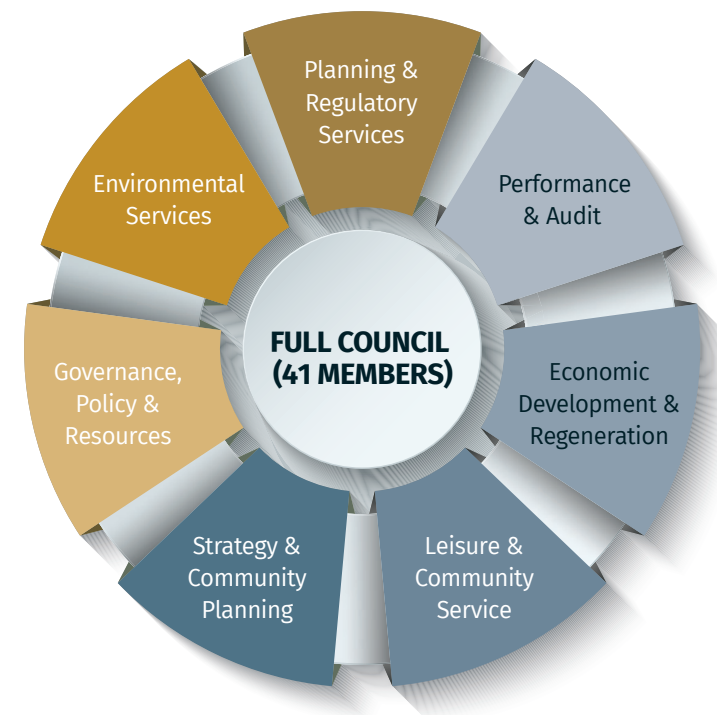 Planning &
Regulatory
Services
Performance
& Audit
Economic
Development &
Regeneration
Leisure &
Community
Service
Strategy &
Community
Planning
Governance,
Policy &
Resources
Environmental
Services
FULL COUNCIL
(41 MEMBERS)